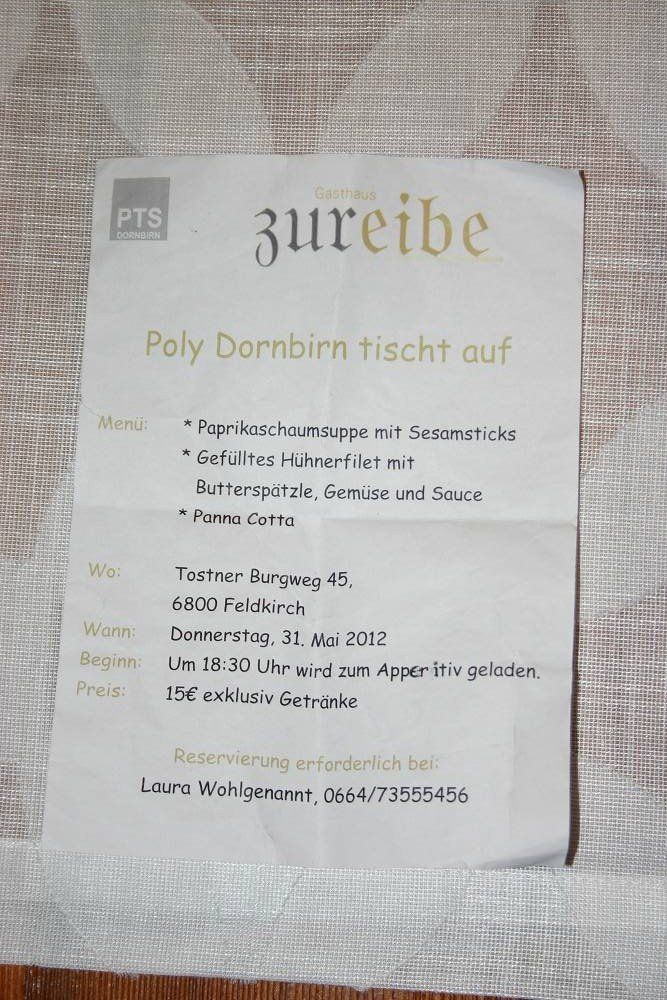 PTS
DORNBIRN
Gasthaus
zureibe
Poly Dornbirn tischt auf
Menü: * Paprikaschaumsuppe mit Sesamsticks
* Gefülltes Hühnerfilet mit
Butterspätzle, Gemüse und Sauce
* Panna Cotta
Wo: Tostner Burgweg 45,
6800 Feldkirch
Wann: Donnerstag, 31. Mai 2012
Beginn: Um 18:30 Uhr wird zum Apperitiv geladen.
Preis: 15€ exklusiv Getränke
Reservierung erforderlich bei:
Laura Wohlgenannt, 0664/73555456